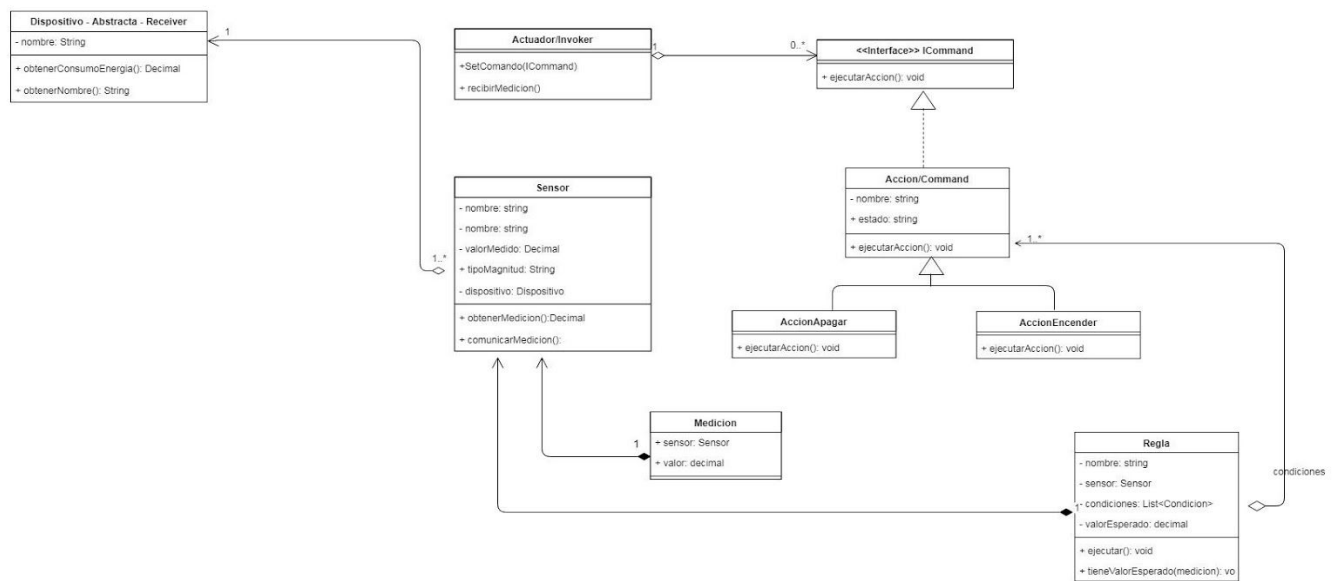 Dispositivo - Abstracta - Receiver
- nombre: String
+ obtenerConsumoEnergia(): Decimal
+ obtenerNombre(): String
1
Actuador/Invoker
+SetComando(ICommand)
+ recibirMedicion()
1
0..*
<<Interface>> ICommand
+ ejecutarAccion(): void
Sensor
- nombre: string
- nombre: string
- valorMedido: Decimal
+ tipoMagnitud: String
- dispositivo: Dispositivo
+ obtenerMedicion():Decimal
+ comunicarMedicion():
1..*
Accion/Command
- nombre: string
+ estado: string
+ ejecutarAccion(): void
1..*
AccionApagar
+ ejecutarAccion(): void
AccionEncender
+ ejecutarAccion(): void
Medicion
+ sensor: Sensor
+ valor: decimal
1
Regla
- nombre: string
- sensor: Sensor
- condiciones: List<Condicion>
- valorEsperado: decimal
+ ejecutar(): void
+ tieneValorEsperado(medicion): vo
1
condiciones